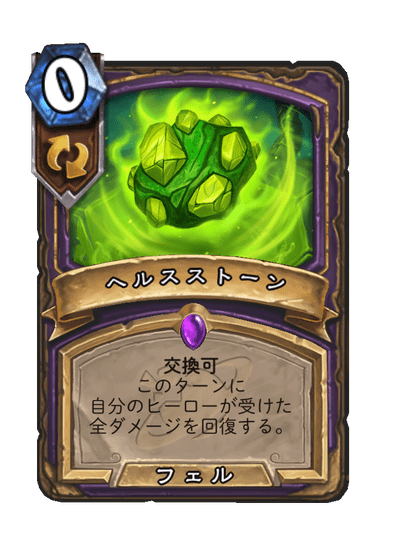 0
ヘルスストーン
交換可
このターンに
自分のヒーローが受けた
全ダメージを回復する。
フェル